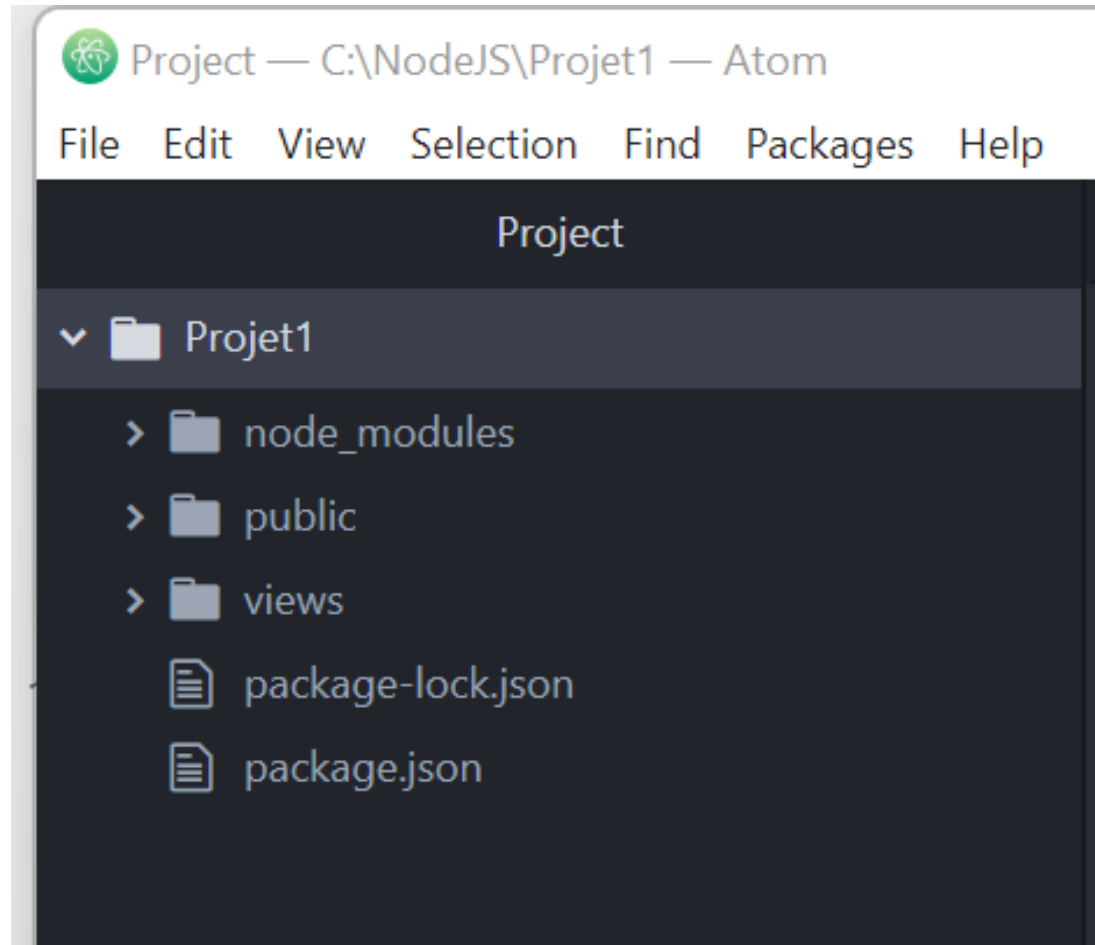 Project — C:\NodeJS\Projet1 — Atom
File Edit View Selection Find Packages Help
Project
Projet1
node_modules
public
views
package-lock.json
package.json